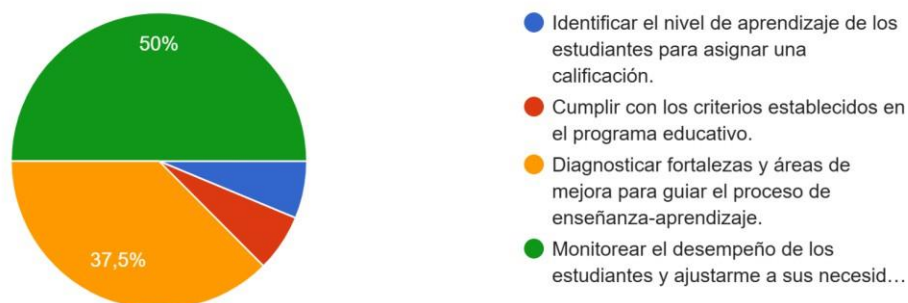 50%
37,5%
Identificar el nivel de aprendizaje de los
estudiantes para asignar una
calificación.
Cumplir con los criterios establecidos en
el programa educativo.
Diagnosticar fortalezas y áreas de
mejora para guiar el proceso de
enseñanza-aprendizaje.
Monitorear el desempeño de los
estudiantes y ajustarme a sus necesid…